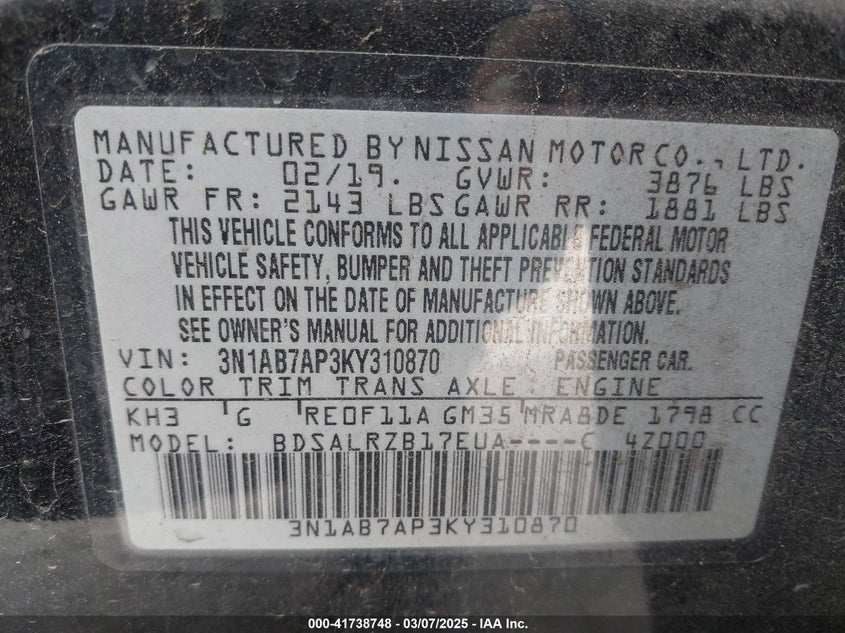 MANUFACTURED BY NISSAN MOTOR CO., LTD.
DATE: 02/19. GVWR: 3876 LBS
GAWR FR: 2143 LBS GAWR RR: 1881 LBS
THIS VEHICLE CONFORMS TO ALL APPLICABLE FEDERAL MOTOR
VEHICLE SAFETY, BUMPER AND THEFT PREVENTION STANDARDS
IN EFFECT ON THE DATE OF MANUFACTURE SHOWN ABOVE.
SEE OWNER'S MANUAL FOR ADDITIONAL INFORMATION.
VIN: 3N1AB7AP3KY310870 PASSENGER CAR.
COLOR TRIM TRANS AXLE : ENGINE
KH3 G RE0F11A GM35 MRA8DE 1798 CC
MODEL: BDSALRZB17EUA----C 4Z000
3N1AB7AP3KY310870
000-41738748 — 03/07/2025 — IAA Inc.